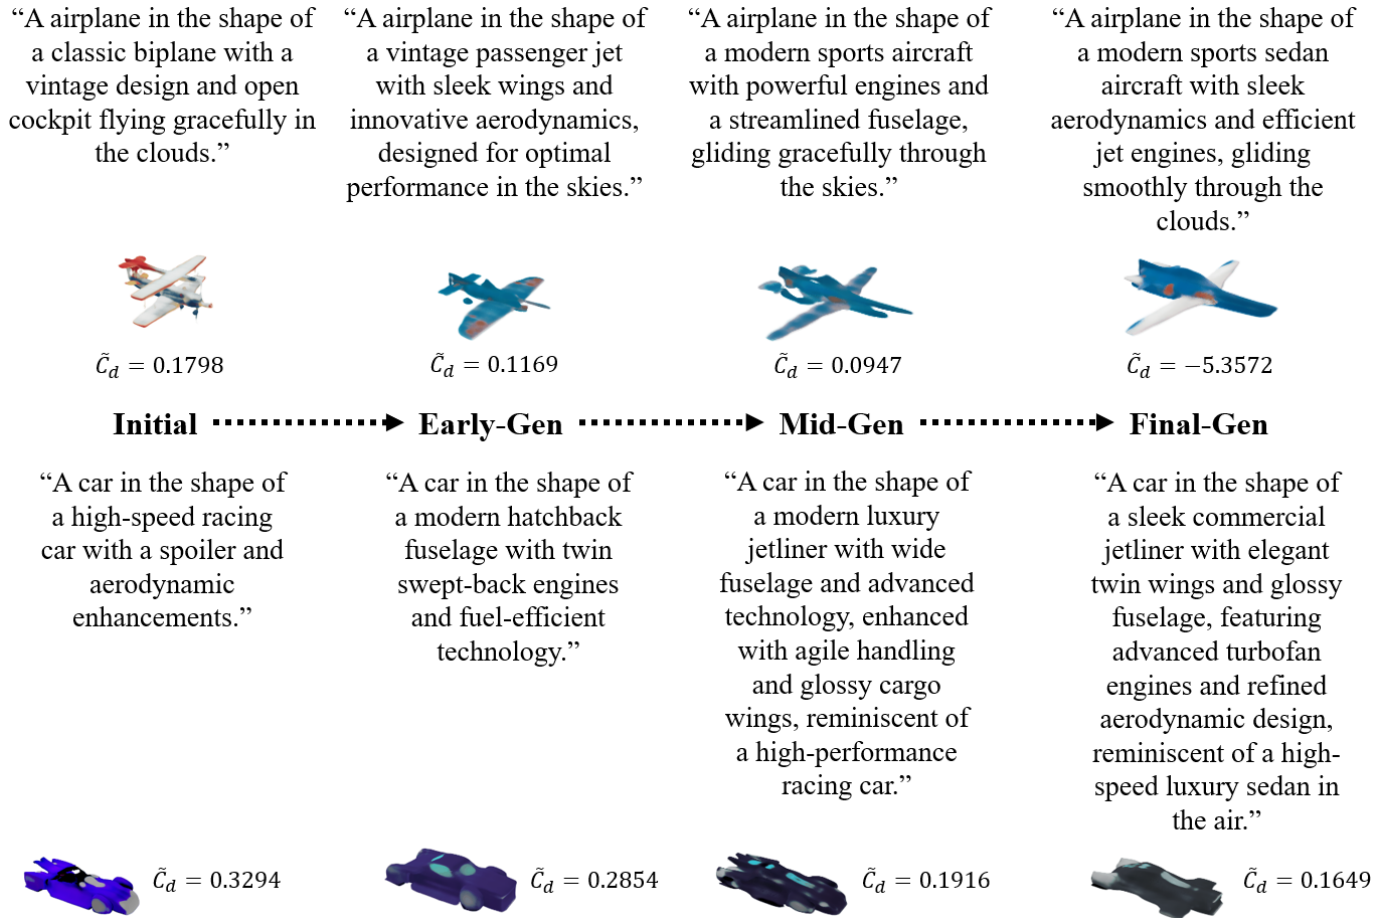 “A airplane in the shape of
a classic biplane with a
vintage design and open
cockpit flying gracefully in
the clouds.”
“A airplane in the shape of
a vintage passenger jet
with sleek wings and
innovative aerodynamics,
designed for optimal
performance in the skies.”
“A airplane in the shape of
a modern sports aircraft
with powerful engines and
a streamlined fuselage,
gliding gracefully through
the skies.”
“A airplane in the shape of
a modern sports sedan
aircraft with sleek
aerodynamics and efficient
jet engines, gliding
smoothly through the
clouds.”
C̃d = 0.1798
C̃d = 0.1169
C̃d = 0.0947
C̃d = −5.3572
Initial
Early-Gen
Mid-Gen
Final-Gen
“A car in the shape of
a high-speed racing
car with a spoiler and
aerodynamic
enhancements.”
“A car in the shape of
a modern hatchback
fuselage with twin
swept-back engines
and fuel-efficient
technology.”
“A car in the shape of
a modern luxury
jetliner with wide
fuselage and advanced
technology, enhanced
with agile handling
and glossy cargo
wings, reminiscent of
a high-performance
racing car.”
“A car in the shape of
a sleek commercial
jetliner with elegant
twin wings and glossy
fuselage, featuring
advanced turbofan
engines and refined
aerodynamic design,
reminiscent of a high-
speed luxury sedan in
the air.”
C̃d = 0.3294
C̃d = 0.2854
C̃d = 0.1916
C̃d = 0.1649